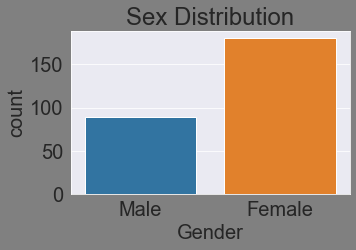 Sex Distribution
150
100
50
0
count
Male Female
Gender